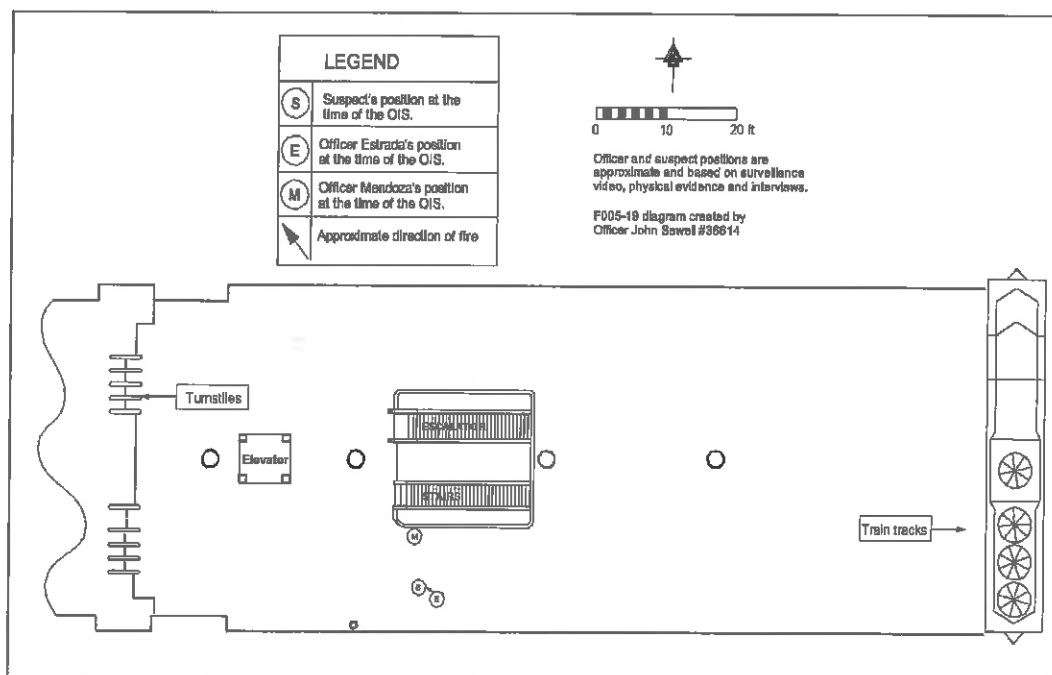 LEGEND
S
Suspect's position at the
time of the OIS.
E
Officer Estrada's position
at the time of the OIS.
M
Officer Mendoza's position
at the time of the OIS.
Approximate direction of fire
0 10 20 ft
Officer and suspect positions are
approximate and based on surveillance
video, physical evidence and interviews.
F005-19 diagram created by
Officer John Sewell #36614
Turnstiles
ESCALATOR
Elevator
STAIRS
M
Train tracks
S
E